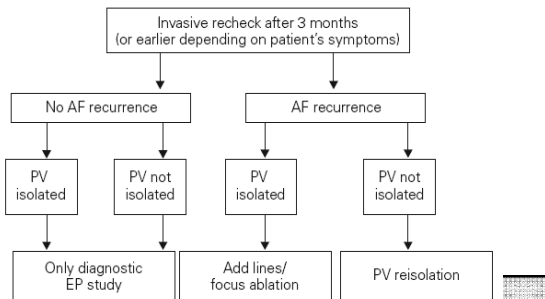 Invasive recheck after 3 months
(or earlier depending on patient's symptoms)
No AF recurrence
AF recurrence
PV
isolated
PV not
isolated
PV
isolated
PV not
isolated
Only diagnostic
EP study
Add lines/
focus ablation
PV reisolation